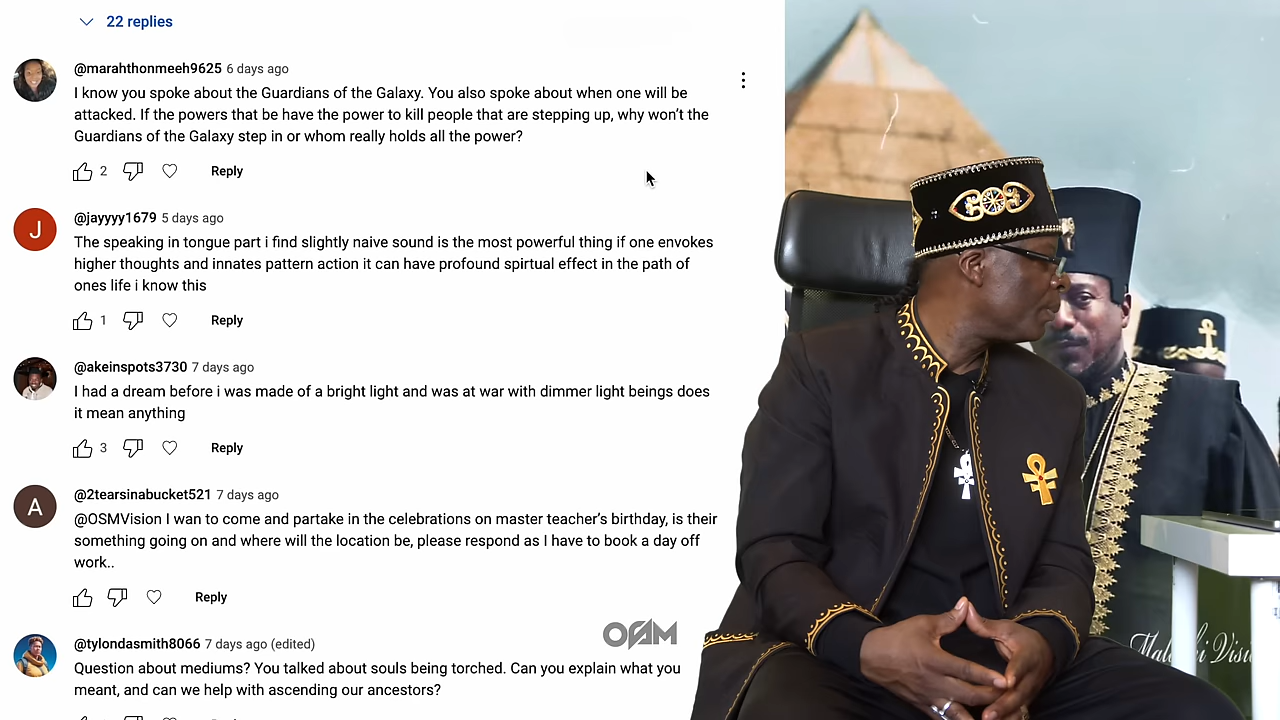 22 replies
@marahthonmeeh9625 6 days ago
I know you spoke about the Guardians of the Galaxy. You also spoke about when one will be
attacked. If the powers that be have the power to kill people that are stepping up, why won't the
Guardians of the Galaxy step in or whom really holds all the power?
2 Reply
J
@jayyyy1679 5 days ago
The speaking in tongue part i find slightly naive sound is the most powerful thing if one envokes
higher thoughts and innates pattern action it can have profound spirtual effect in the path of
ones life i know this
1 Reply
@akeinspots3730 7 days ago
I had a dream before i was made of a bright light and was at war with dimmer light beings does
it mean anything
3 Reply
A
@2tearsinabucket521 7 days ago
@OSMVision I wan to come and partake in the celebrations on master teacher's birthday, is their
something going on and where will the location be, please respond as I have to book a day off
work..
Reply
@tylondasmith8066 7 days ago (edited)
Question about mediums? You talked about souls being torched. Can you explain what you
meant, and can we help with ascending our ancestors?